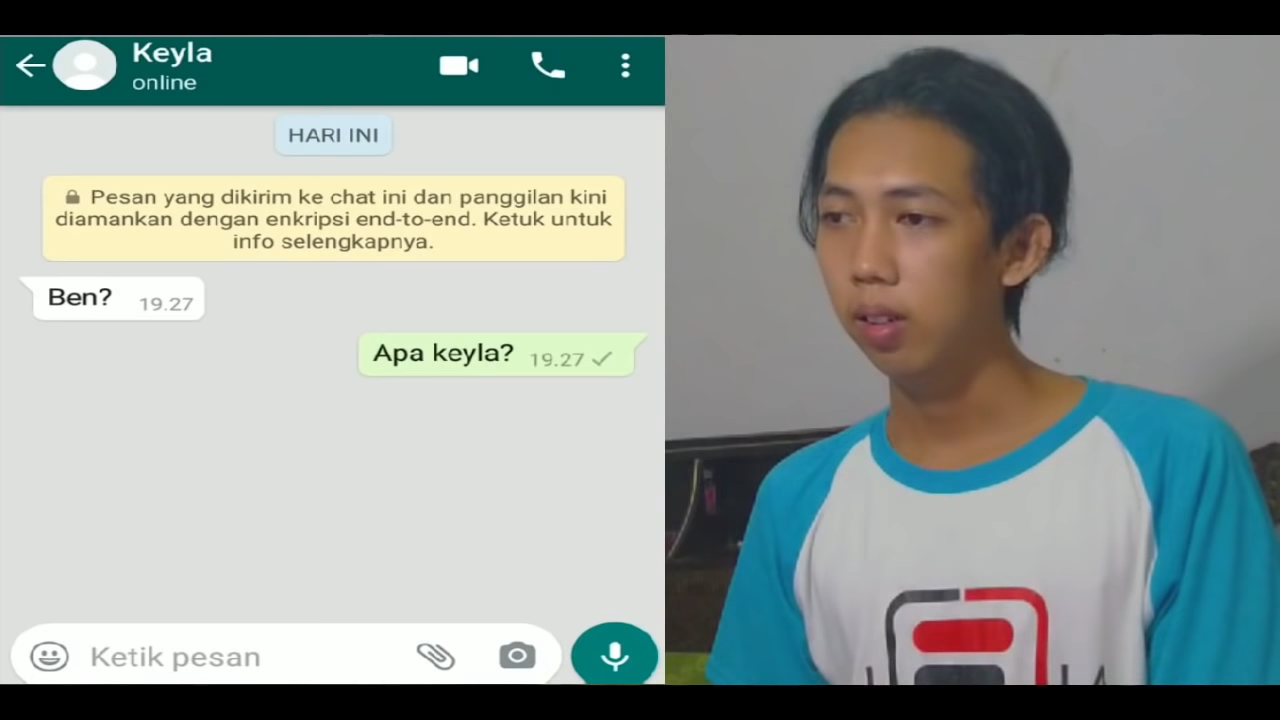 Keyla
online
HARI INI
Pesan yang dikirim ke chat ini dan panggilan kini
diamankan dengan enkripsi end-to-end. Ketuk untuk
info selengkapnya.
Ben? 19.27
Apa keyla? 19.27
Ketik pesan